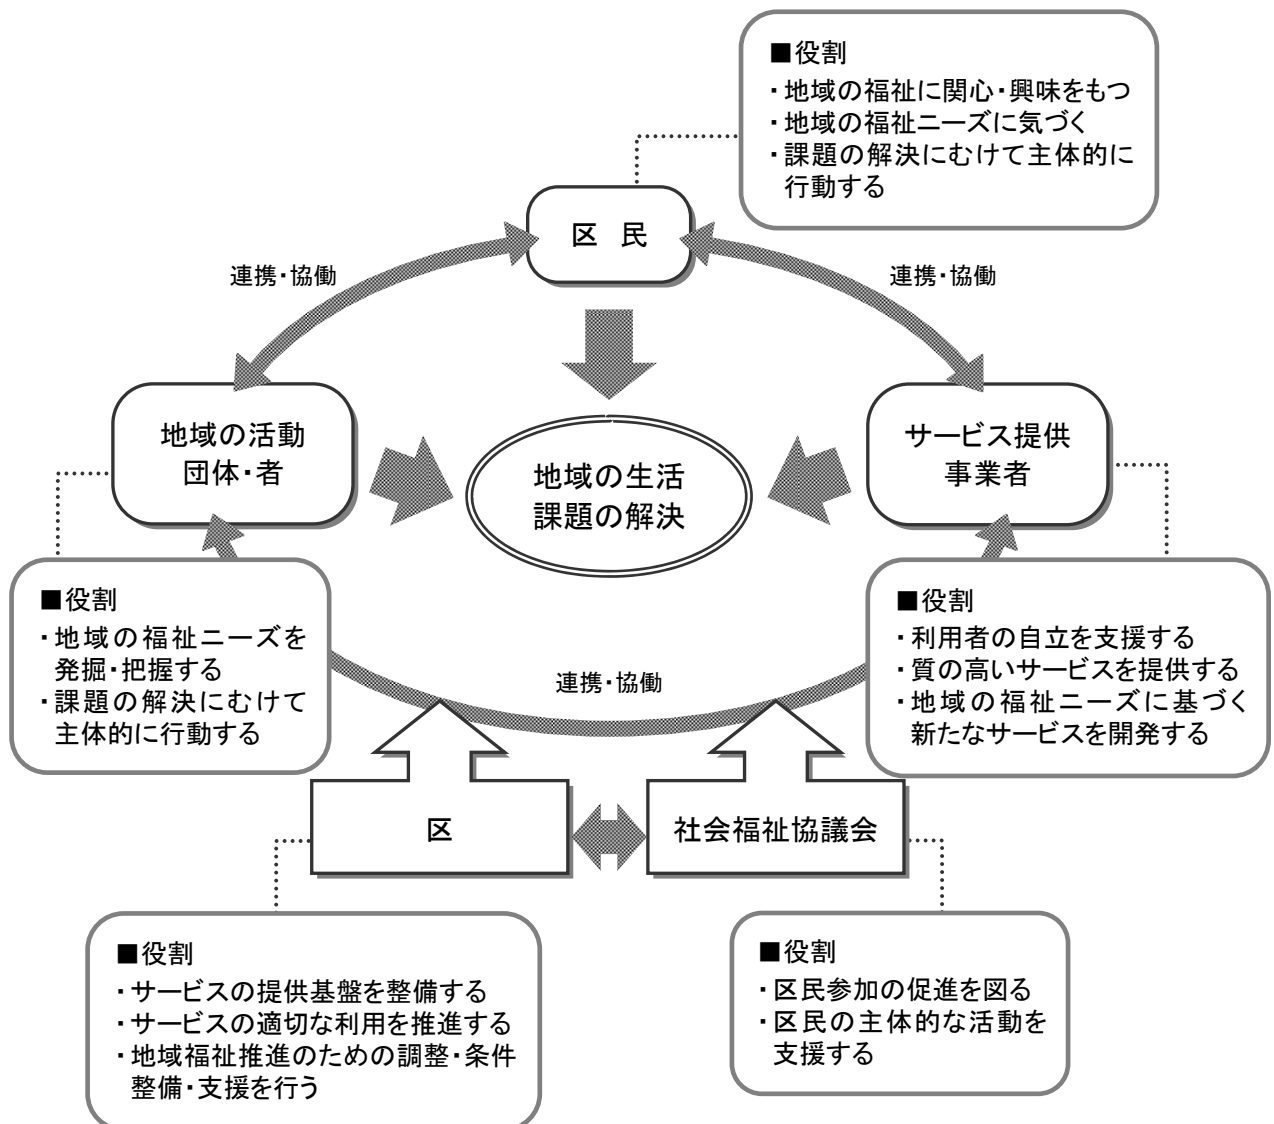 ■役割
・地域の福祉に関心・興味をもつ
・地域の福祉ニーズに気づく
・課題の解決にむけて主体的に
行動する
区 民
連携・協働
連携・協働
地域の活動
団体・者
地域の生活
課題の解決
サービス提供
事業者
■役割
・地域の福祉ニーズを
発掘・把握する
・課題の解決にむけて
主体的に行動する
連携・協働
■役割
・利用者の自立を支援する
・質の高いサービスを提供する
・地域の福祉ニーズに基づく
新たなサービスを開発する
区
社会福祉協議会
■役割
・サービスの提供基盤を整備する
・サービスの適切な利用を推進する
・地域福祉推進のための調整・条件
整備・支援を行う
■役割
・区民参加の促進を図る
・区民の主体的な活動を
支援する